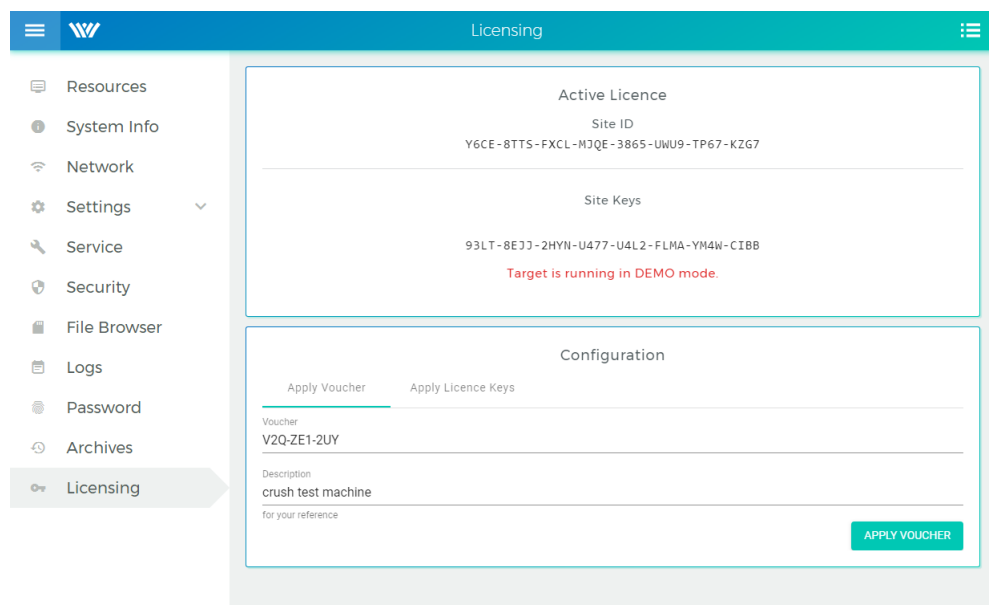 Licensing
Resources
System Info
Network
Settings
Service
Security
File Browser
Logs
Password
Archives
Licensing
Active Licence
Site ID
Y6CE-8TTS-FXCL-MJQE-3865-UWU9-TP67-KZG7
Site Keys
93LT-8EJJ-2HYN-U477-U4L2-FLMA-YM4W-CIBB
Target is running in DEMO mode.
Configuration
Apply Voucher Apply Licence Keys
Voucher
V2Q-ZE1-2UY
Description
crush test machine
for your reference
APPLY VOUCHER